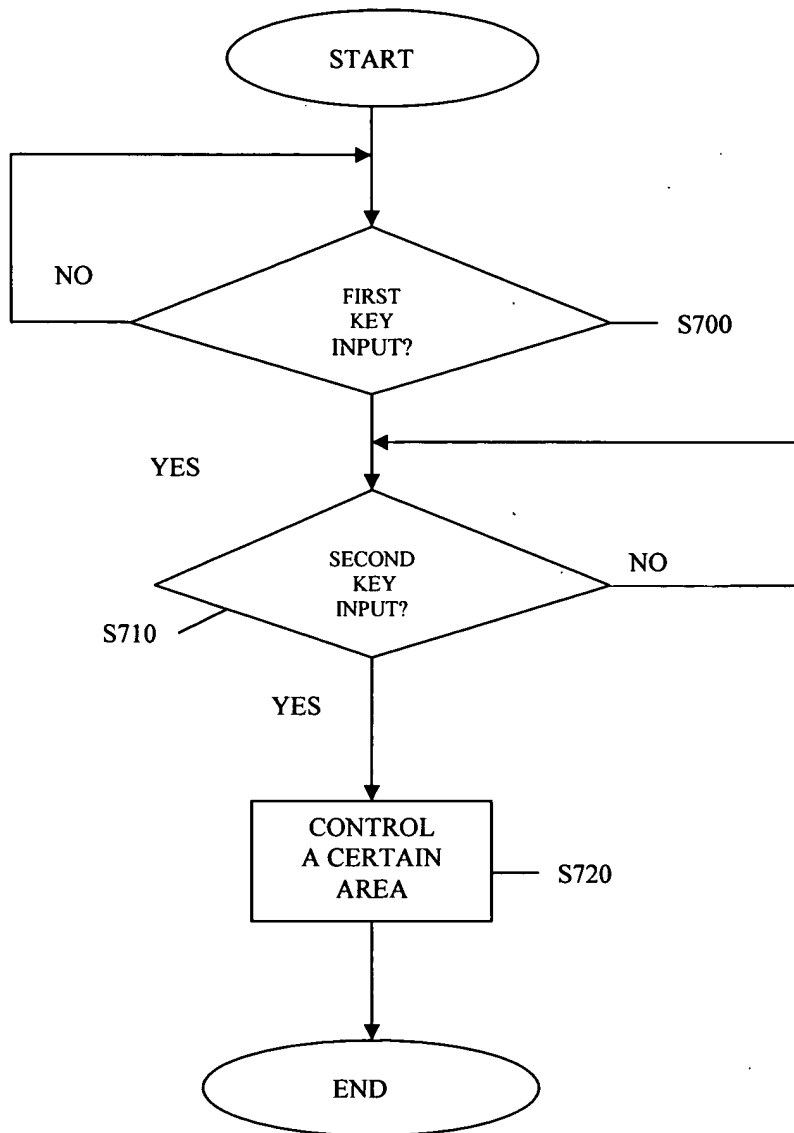 START
NO
FIRST
KEY
INPUT?
S700
YES
SECOND
KEY
INPUT?
NO
S710
YES
CONTROL
A CERTAIN
AREA
S720
END